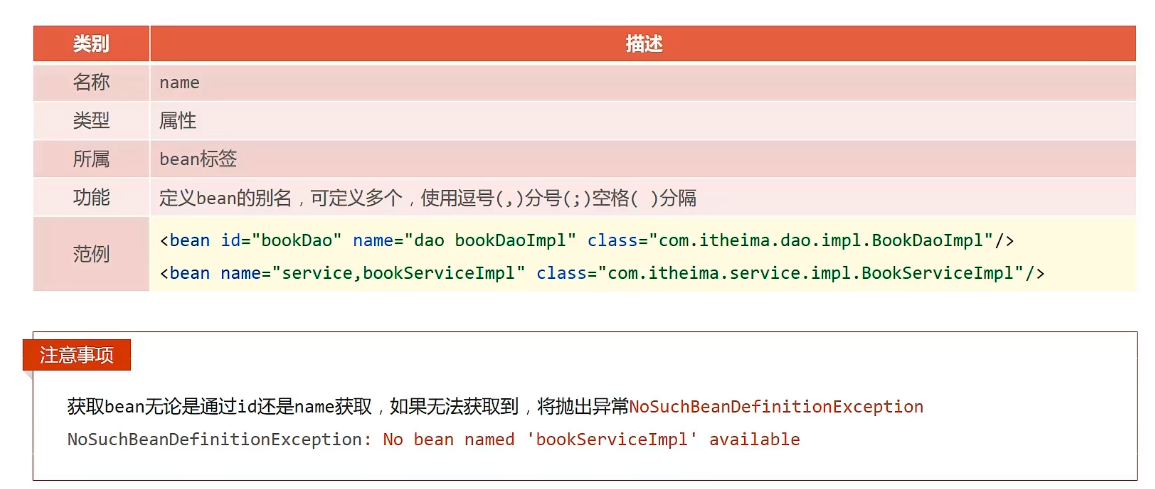 类别 描述
名称 name
类型 属性
所属 bean标签
功能 定义bean的别名，可定义多个，使用逗号(,)分号(;)空格( )分隔
范例
<bean id="bookDao" name="dao bookDaoImpl" class="com.itheima.dao.impl.BookDaoImpl"/>
<bean name="service,bookServiceImpl" class="com.itheima.service.impl.BookServiceImpl"/>
注意事项
获取bean无论是通过id还是name获取，如果无法获取到，将抛出异常NoSuchBeanDefinitionException
NoSuchBeanDefinitionException: No bean named 'bookServiceImpl' available